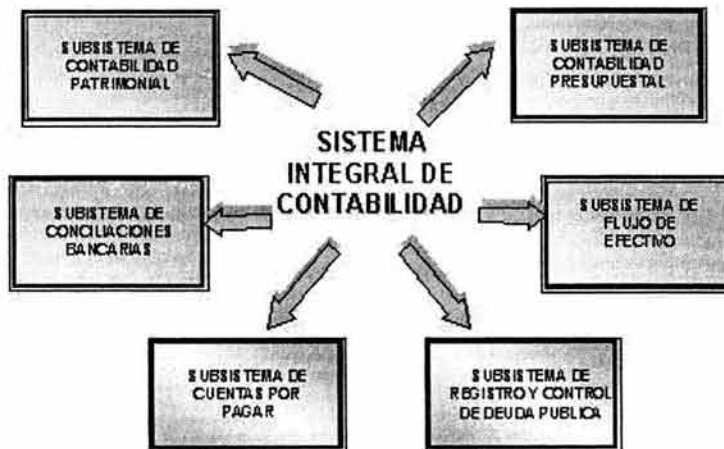 SUBSISTEMA DE
CONTABILIDAD
PATRIMONIAL
SUBSISTEMA DE
CONTABILIDAD
PRESUPUESTAL
SISTEMA
INTEGRAL DE
CONTABILIDAD
SUBISTEMA DE
CONCILIACIONES
BANCARIAS
SUBSISTEMA DE
FLUJO DE
EFECTIVO
SUBSISTEMA DE
CUENTAS POR
PAGAR
SUBSISTEMA DE
REGISTRO Y CONTROL
DE DEUDA PUBLICA